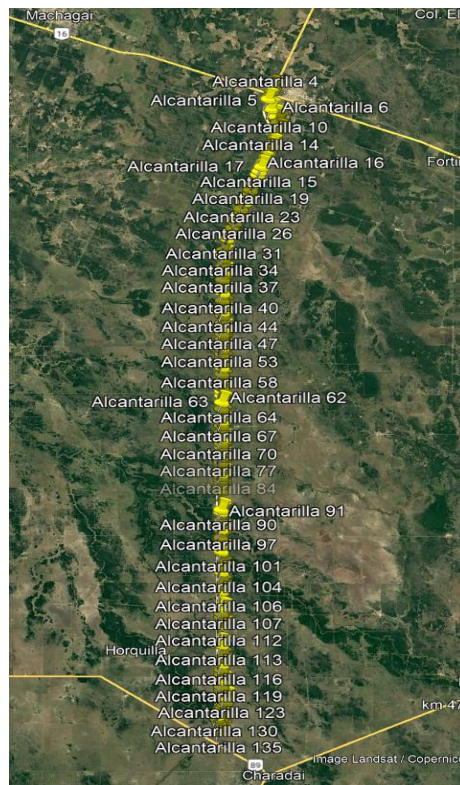 Machagai
Col. El
16
Alcantarilla 4
Alcantarilla 5
Alcantarilla 6
Alcantarilla 10
Alcantarilla 14
Alcantarilla 17
Alcantarilla 16
Fortin
Alcantarilla 15
Alcantarilla 19
Alcantarilla 23
Alcantarilla 26
Alcantarilla 31
Alcantarilla 34
Alcantarilla 37
Alcantarilla 40
Alcantarilla 44
Alcantarilla 47
Alcantarilla 53
Alcantarilla 58
Alcantarilla 63
Alcantarilla 62
Alcantarilla 64
Alcantarilla 67
Alcantarilla 70
Alcantarilla 77
Alcantarilla 84
Alcantarilla 91
Alcantarilla 90
Alcantarilla 97
Alcantarilla 101
Alcantarilla 104
Alcantarilla 106
Alcantarilla 107
Alcantarilla 112
Horquilla
Alcantarilla 113
Alcantarilla 116
Alcantarilla 119
km 47
Alcantarilla 123
Alcantarilla 130
Alcantarilla 135
Image Landsat / Copernic
89
Charadai